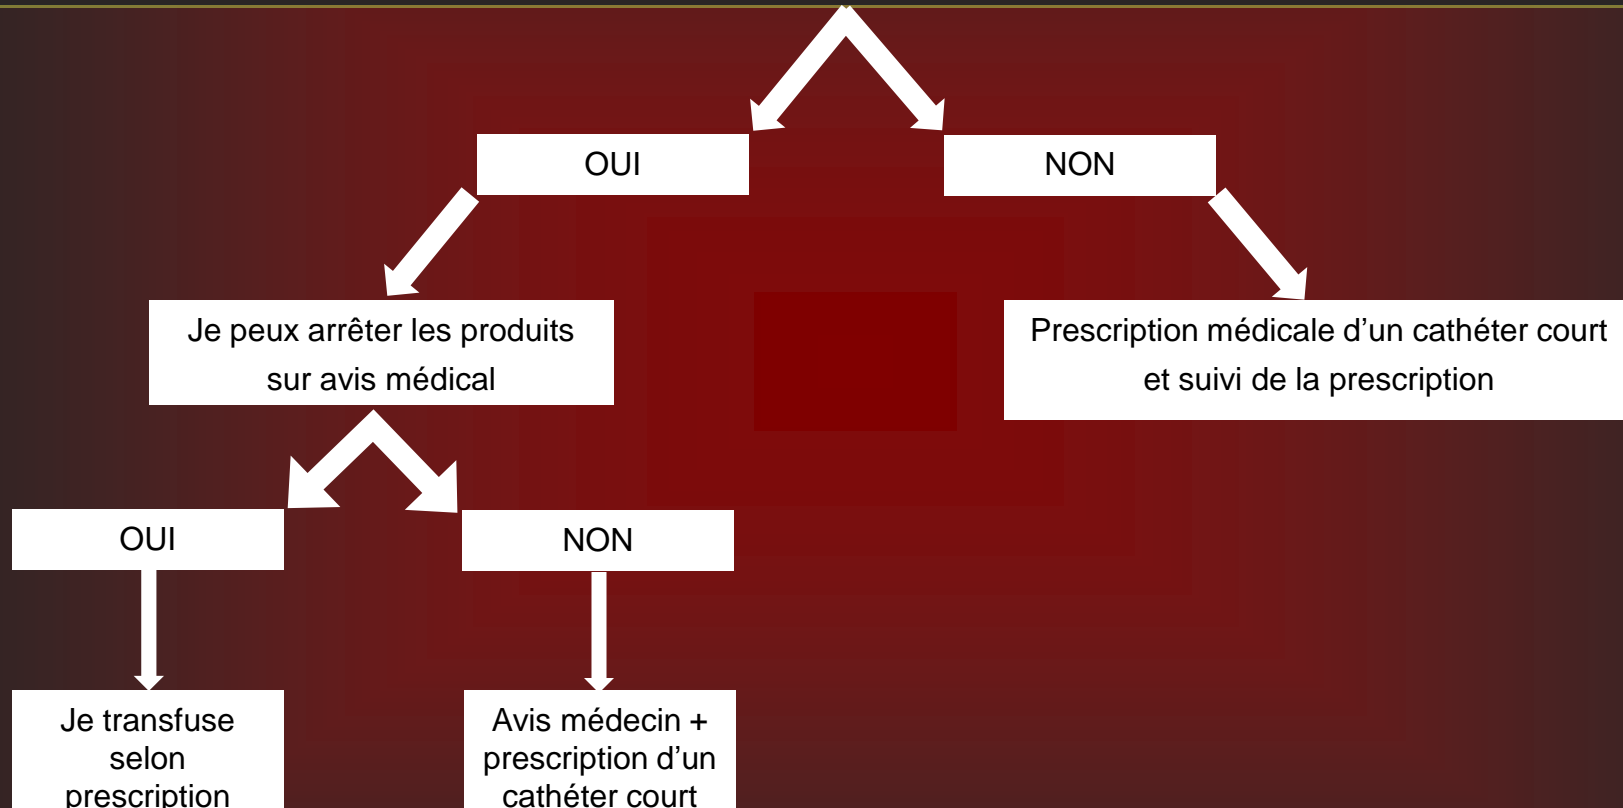 OUI
NON
Je peux arrêter les produits
sur avis médical
Prescription médicale d’un cathéter court
et suivi de la prescription
OUI
NON
Je transfuse
selon
prescription
Avis médecin +
prescription d’un
cathéter court